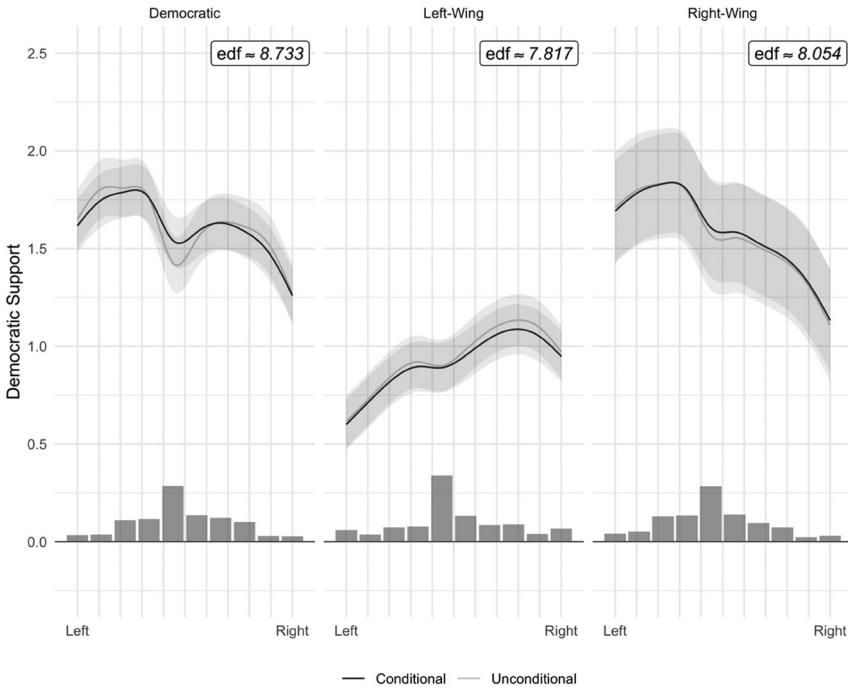 Democratic Left-Wing Right-Wing
edf ≈ 8.733 edf ≈ 7.817 edf ≈ 8.054
Democratic Support
2.5
2.0
1.5
1.0
0.5
0.0
Left Right Left Right Left Right
Conditional Unconditional